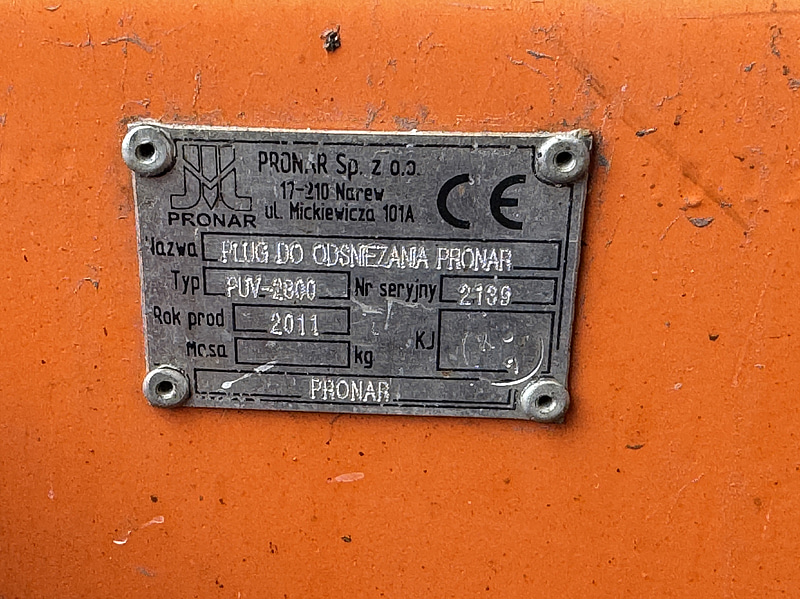 PRONAR Sp. z o.o.
17-210 Narew
ul. Mickiewicza 101A
PRONAR
CE
Nazwa PŁUG DO ODSNIEZANIA PRONAR
Typ PUV-2800 Nr seryjny 2139
Rok prod 2011 KJ
Masa kg
PRONAR